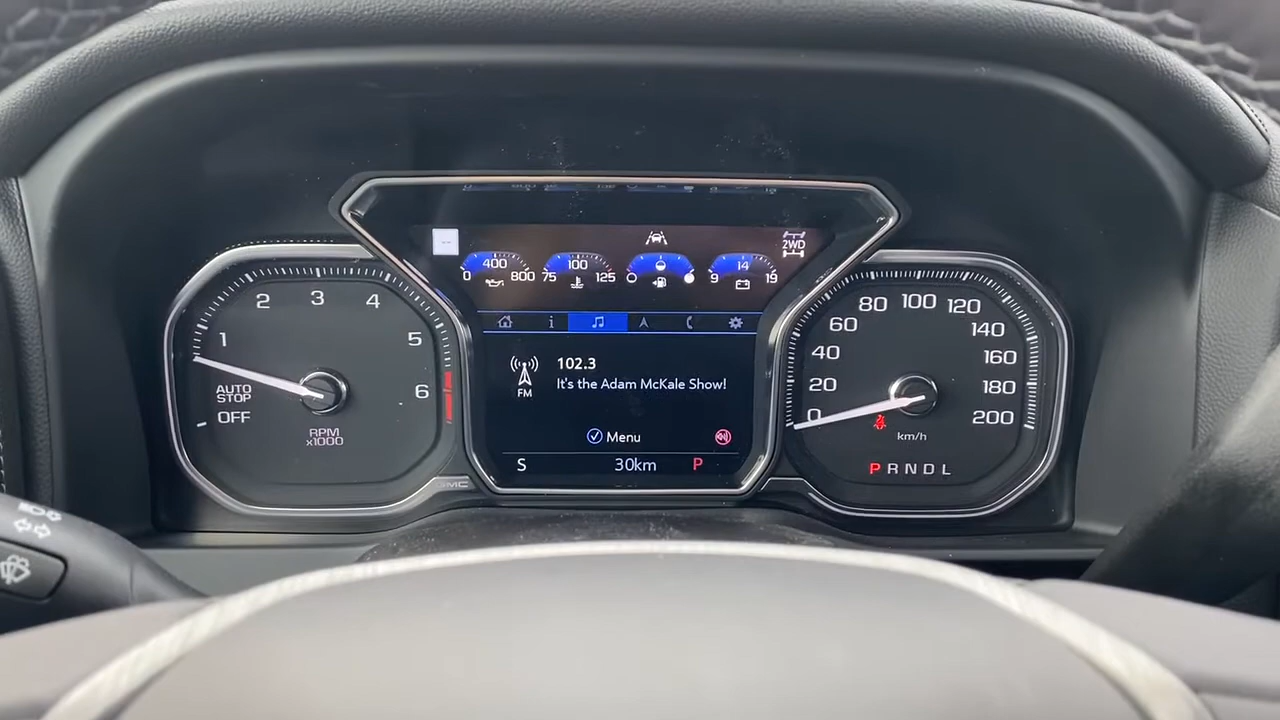 2WD
400
0 800
100
75 125
14
9 19
1 2 3 4 5 6
AUTO
STOP
OFF
RPM
x1000
i
102.3
It's the Adam McKale Show!
FM
Menu
S 30km P
GMC
0 20 40 60 80 100 120 140 160 180 200
km/h
P R N D L